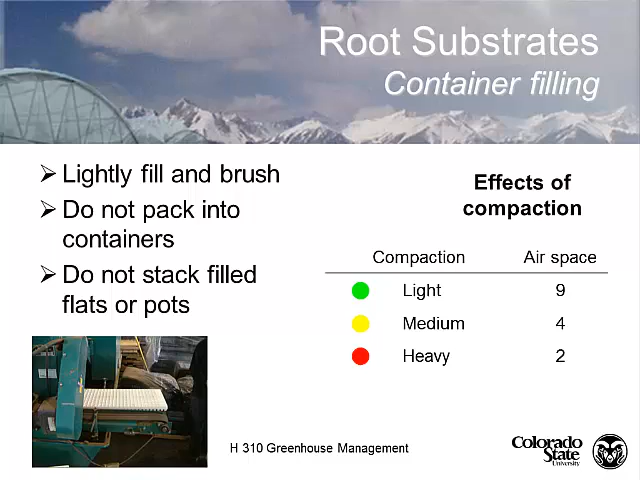 Root Substrates
Container filling
Lightly fill and brush
Do not pack into
containers
Do not stack filled
flats or pots
Effects of
compaction
Compaction Air space
Light 9
Medium 4
Heavy 2
H 310 Greenhouse Management
Colorado
State
University